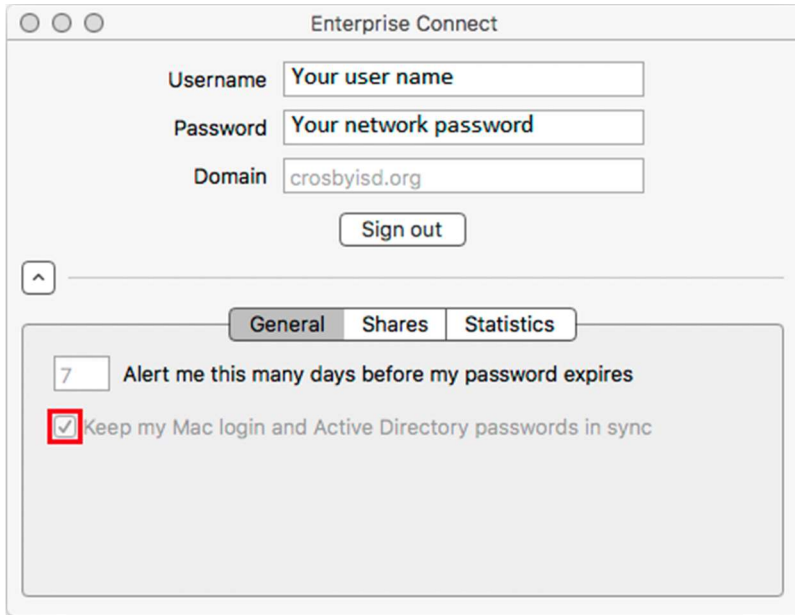 Enterprise Connect
Username Your user name
Password Your network password
Domain crosbyisd.org
Sign out
General Shares Statistics
7 Alert me this many days before my password expires
Keep my Mac login and Active Directory passwords in sync